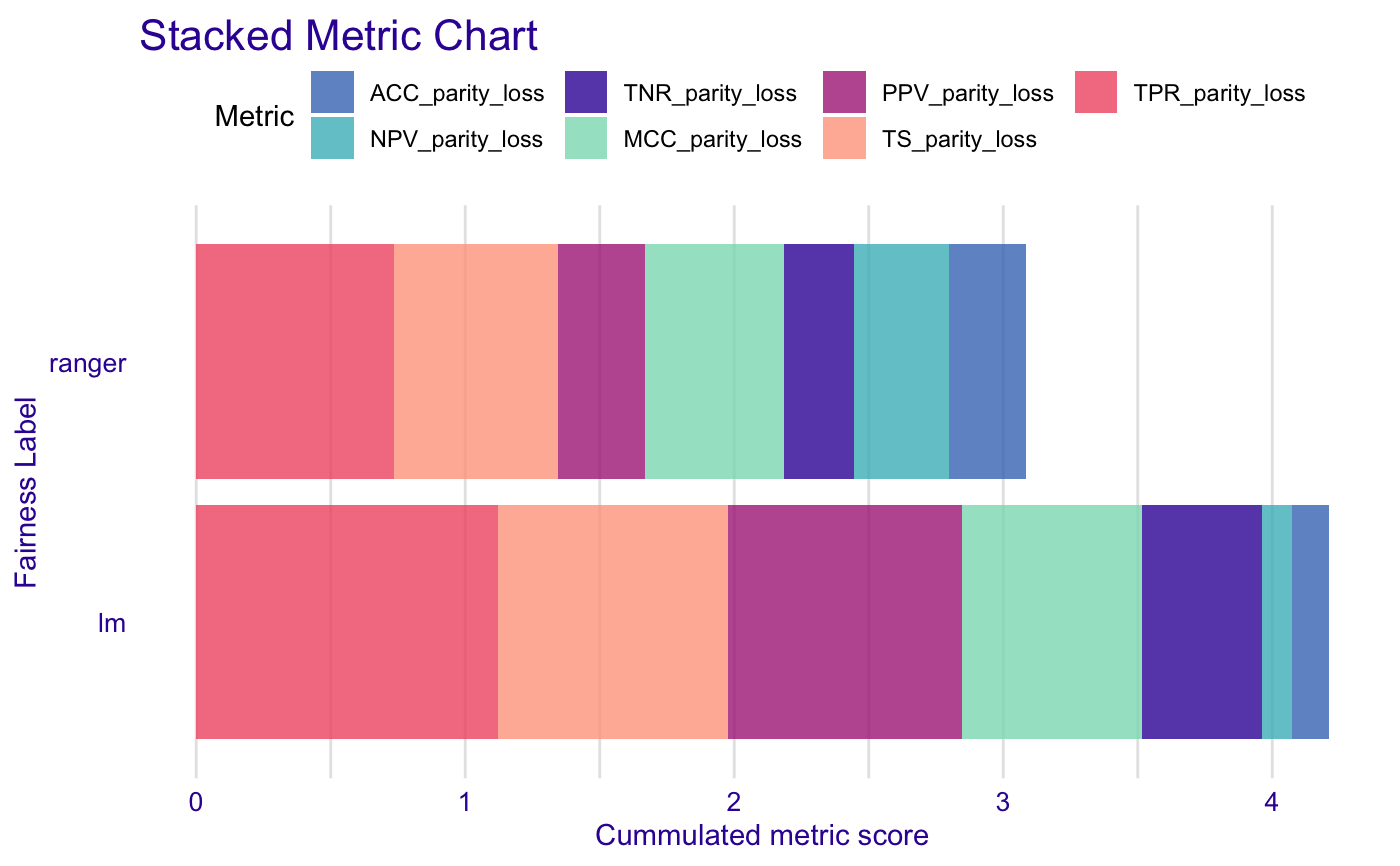 Stacked Metric Chart
Metric
ACC_parity_loss TNR_parity_loss PPV_parity_loss TPR_parity_loss
NPV_parity_loss MCC_parity_loss TS_parity_loss
Fairness Label
ranger
lm
0 1 2 3 4
Cummulated metric score